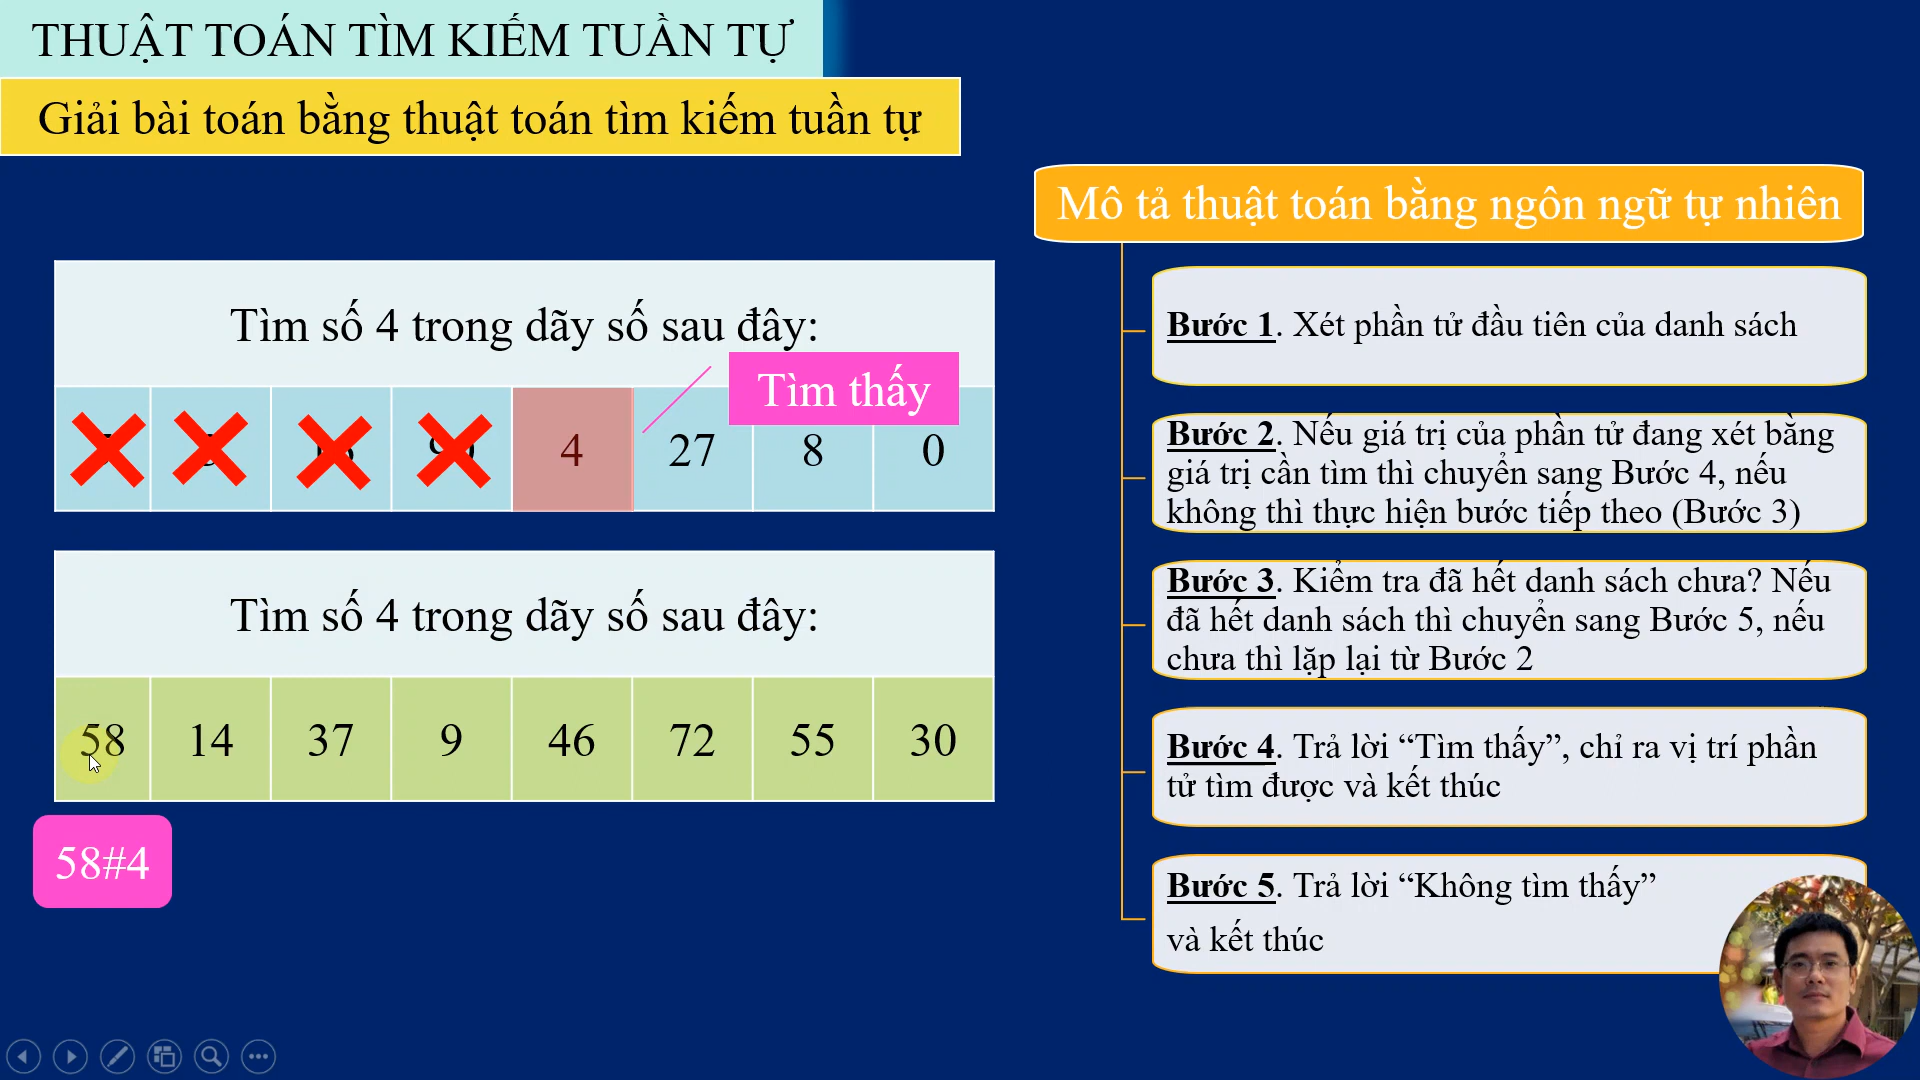 THUẬT TOÁN TÌM KIẾM TUẦN TỰ
Giải bài toán bằng thuật toán tìm kiếm tuần tự
Mô tả thuật toán bằng ngôn ngữ tự nhiên
Tìm số 4 trong dãy số sau đây:
Tìm thấy
4 27 8 0
Tìm số 4 trong dãy số sau đây:
58 14 37 9 46 72 55 30
58#4
Bước 1. Xét phần tử đầu tiên của danh sách
Bước 2. Nếu giá trị của phần tử đang xét bằng
giá trị cần tìm thì chuyển sang Bước 4, nếu
không thì thực hiện bước tiếp theo (Bước 3)
Bước 3. Kiểm tra đã hết danh sách chưa? Nếu
đã hết danh sách thì chuyển sang Bước 5, nếu
chưa thì lặp lại từ Bước 2
Bước 4. Trả lời “Tìm thấy”, chỉ ra vị trí phần
tử tìm được và kết thúc
Bước 5. Trả lời “Không tìm thấy”
và kết thúc